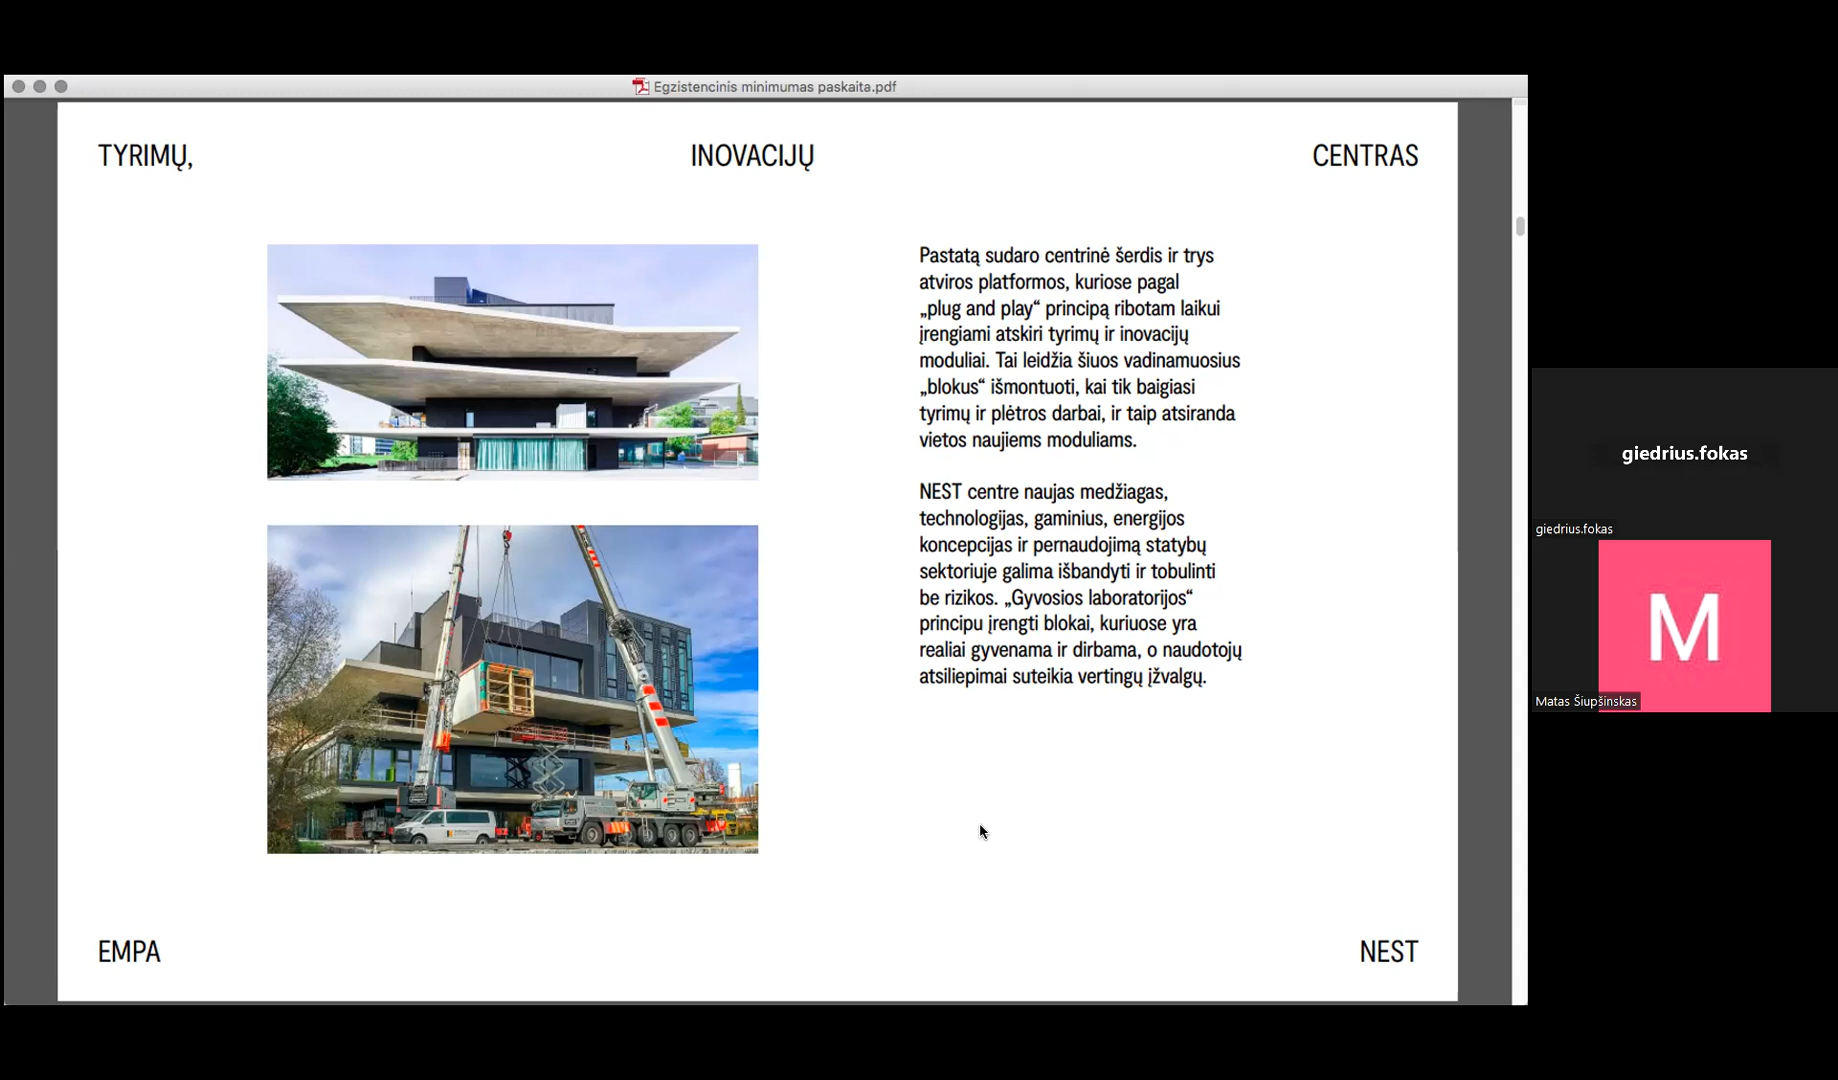 Egzistencinis minimumas paskaita.pdf
TYRIMŲ,
INOVACIJŲ
CENTRAS
Pastatą sudaro centrinė šerdis ir trys
atviros platformos, kuriose pagal
„plug and play“ principą ribotam laikui
įrengiami atskiri tyrimų ir inovacijų
moduliai. Tai leidžia šiuos vadinamuosius
„blokus“ išmontuoti, kai tik baigiasi
tyrimų ir plėtros darbai, ir taip atsiranda
vietos naujiems moduliams.
NEST centre naujas medžiagas,
technologijas, gaminius, energijos
koncepcijas ir pernaudojimą statybų
sektoriuje galima išbandyti ir tobulinti
be rizikos. „Gyvosios laboratorijos“
principu įrengti blokai, kuriuose yra
realiai gyvenama ir dirbama, o naudotojų
atsiliepimai suteikia vertingų įžvalgų.
EMPA
NEST
giedrius.fokas
giedrius.fokas
M
Matas Šiupšinskas